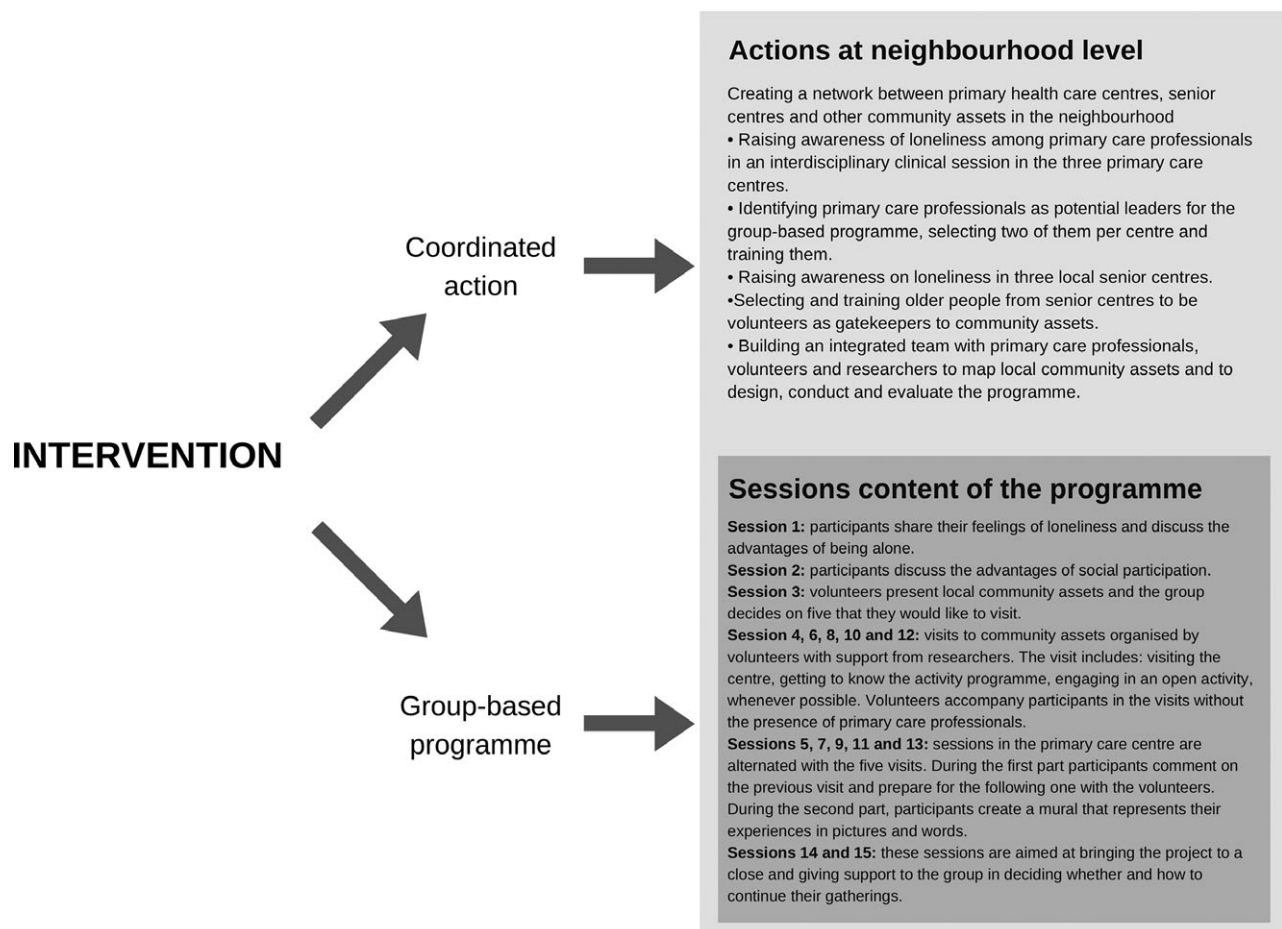 INTERVENTION
Coordinated
action
Group-based
programme
Actions at neighbourhood level
Creating a network between primary health care centres, senior
centres and other community assets in the neighbourhood
• Raising awareness of loneliness among primary care professionals
in an interdisciplinary clinical session in the three primary care
centres.
• Identifying primary care professionals as potential leaders for the
group-based programme, selecting two of them per centre and
training them.
• Raising awareness on loneliness in three local senior centres.
•Selecting and training older people from senior centres to be
volunteers as gatekeepers to community assets.
• Building an integrated team with primary care professionals,
volunteers and researchers to map local community assets and to
design, conduct and evaluate the programme.
Sessions content of the programme
Session 1: participants share their feelings of loneliness and discuss the
advantages of being alone.
Session 2: participants discuss the advantages of social participation.
Session 3: volunteers present local community assets and the group
decides on five that they would like to visit.
Session 4, 6, 8, 10 and 12: visits to community assets organised by
volunteers with support from researchers. The visit includes: visiting the
centre, getting to know the activity programme, engaging in an open activity,
whenever possible. Volunteers accompany participants in the visits without
the presence of primary care professionals.
Sessions 5, 7, 9, 11 and 13: sessions in the primary care centre are
alternated with the five visits. During the first part participants comment on
the previous visit and prepare for the following one with the volunteers.
During the second part, participants create a mural that represents their
experiences in pictures and words.
Sessions 14 and 15: these sessions are aimed at bringing the project to a
close and giving support to the group in deciding whether and how to
continue their gatherings.